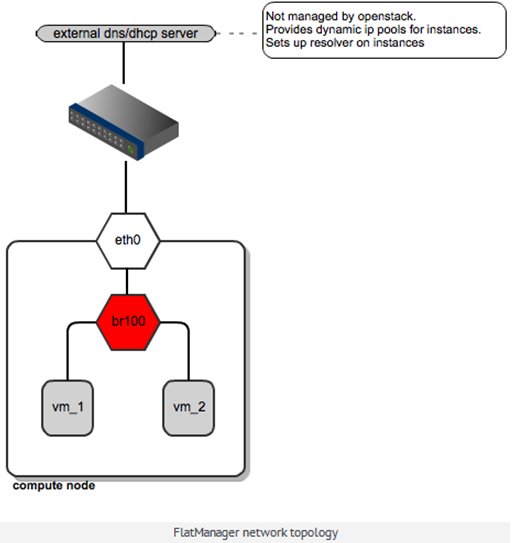 external dns/dhcp server
Not managed by openstack.
Provides dynamic ip pools for instances.
Sets up resolver on instances
eth0
br100
vm_1
vm_2
compute node
FlatManager network topology